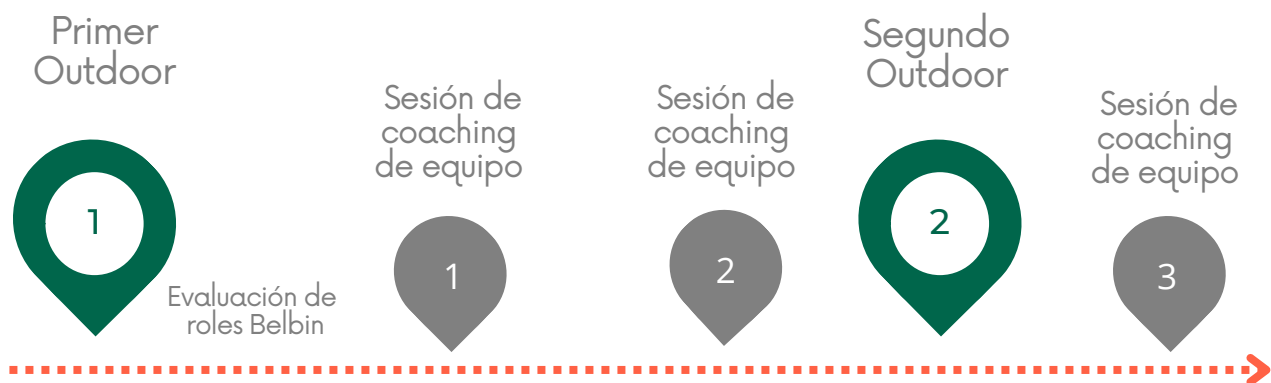 Primer
Outdoor
1
Evaluación de
roles Belbin
Sesión de
coaching
de equipo
1
Sesión de
coaching
de equipo
2
Segundo
Outdoor
2
Sesión de
coaching
de equipo
3